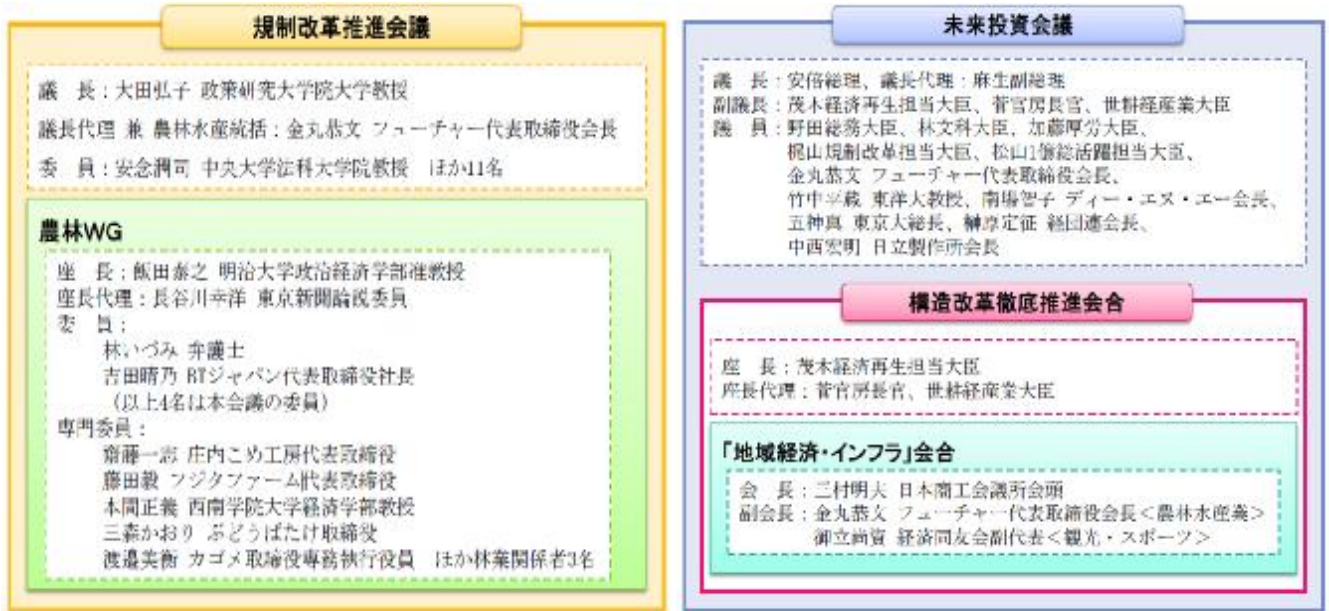 規制改革推進会議
議　長：大田弘子 政策研究大学院大学教授
議長代理 兼 農林水産統括：金丸恭文 フューチャー代表取締役会長
委　員：安念潤司 中央大学法科大学院教授　ほか11名
農林WG
座　長：飯田泰之 明治大学政治経済学部准教授
座長代理：長谷川幸洋 東京新聞論説委員
委　員：
林いづみ 弁護士
吉田晴乃 BTジャパン代表取締役社長
（以上4名は本会議の委員）
専門委員：
齋藤一志 庄内こめ工房代表取締役
藤田毅 フジタファーム代表取締役
本間正義 西南学院大学経済学部教授
三森かおり ぶどうばたけ取締役
渡邉美衡 カゴメ取締役専務執行役員　ほか林業関係者3名
未来投資会議
議　長：安倍総理、議長代理：麻生副総理
副議長：茂木経済再生担当大臣、菅官房長官、世耕経産業大臣
議　員：野田総務大臣、林文科大臣、加藤厚労大臣、
梶山規制改革担当大臣、松山1億総活躍担当大臣、
金丸恭文 フューチャー代表取締役会長、
竹中平蔵 東洋大教授、南場智子 ディー・エヌ・エー会長、
五神真 東京大総長、榊原定征 経団連会長、
中西宏明 日立製作所会長
構造改革徹底推進会合
座　長：茂木経済再生担当大臣
座長代理：菅官房長官、世耕経産業大臣
「地域経済・インフラ」会合
会　長：三村明夫 日本商工会議所会頭
副会長：金丸恭文 フューチャー代表取締役会長＜農林水産業＞
御立尚資 経済同友会副代表＜観光・スポーツ＞